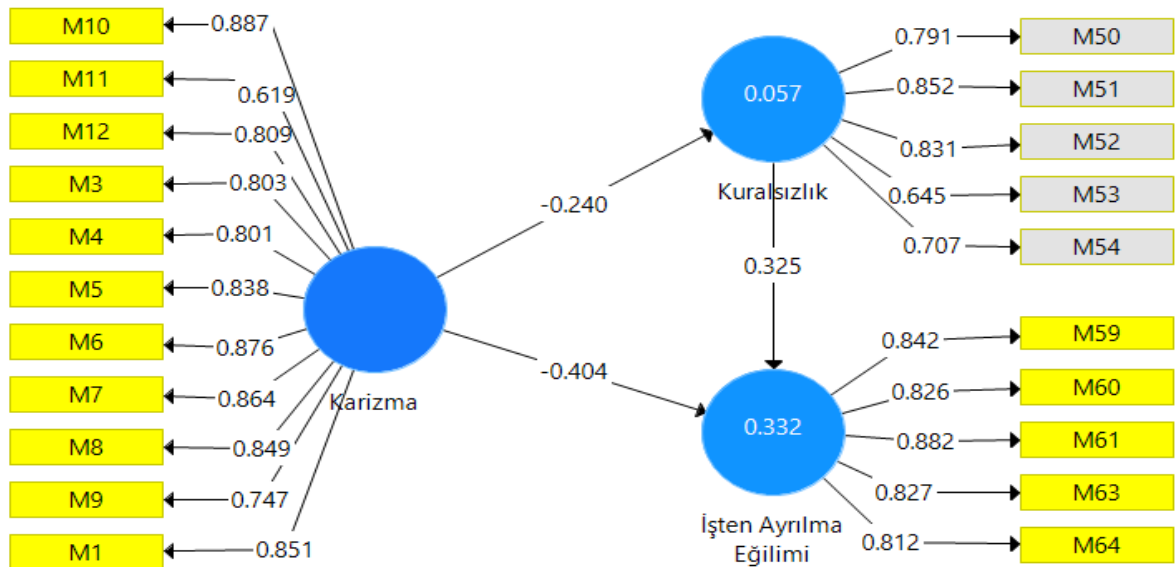 M10
M11
M12
M3
M4
M5
M6
M7
M8
M9
M1
0.887
0.619
0.809
0.803
0.801
0.838
0.876
0.864
0.849
0.747
0.851
Karizma
-0.240
-0.404
0.057
Kuralsızlık
0.325
0.332
İşten Ayrılma
Eğilimi
0.791
0.852
0.831
0.645
0.707
M50
M51
M52
M53
M54
0.842
0.826
0.882
0.827
0.812
M59
M60
M61
M63
M64